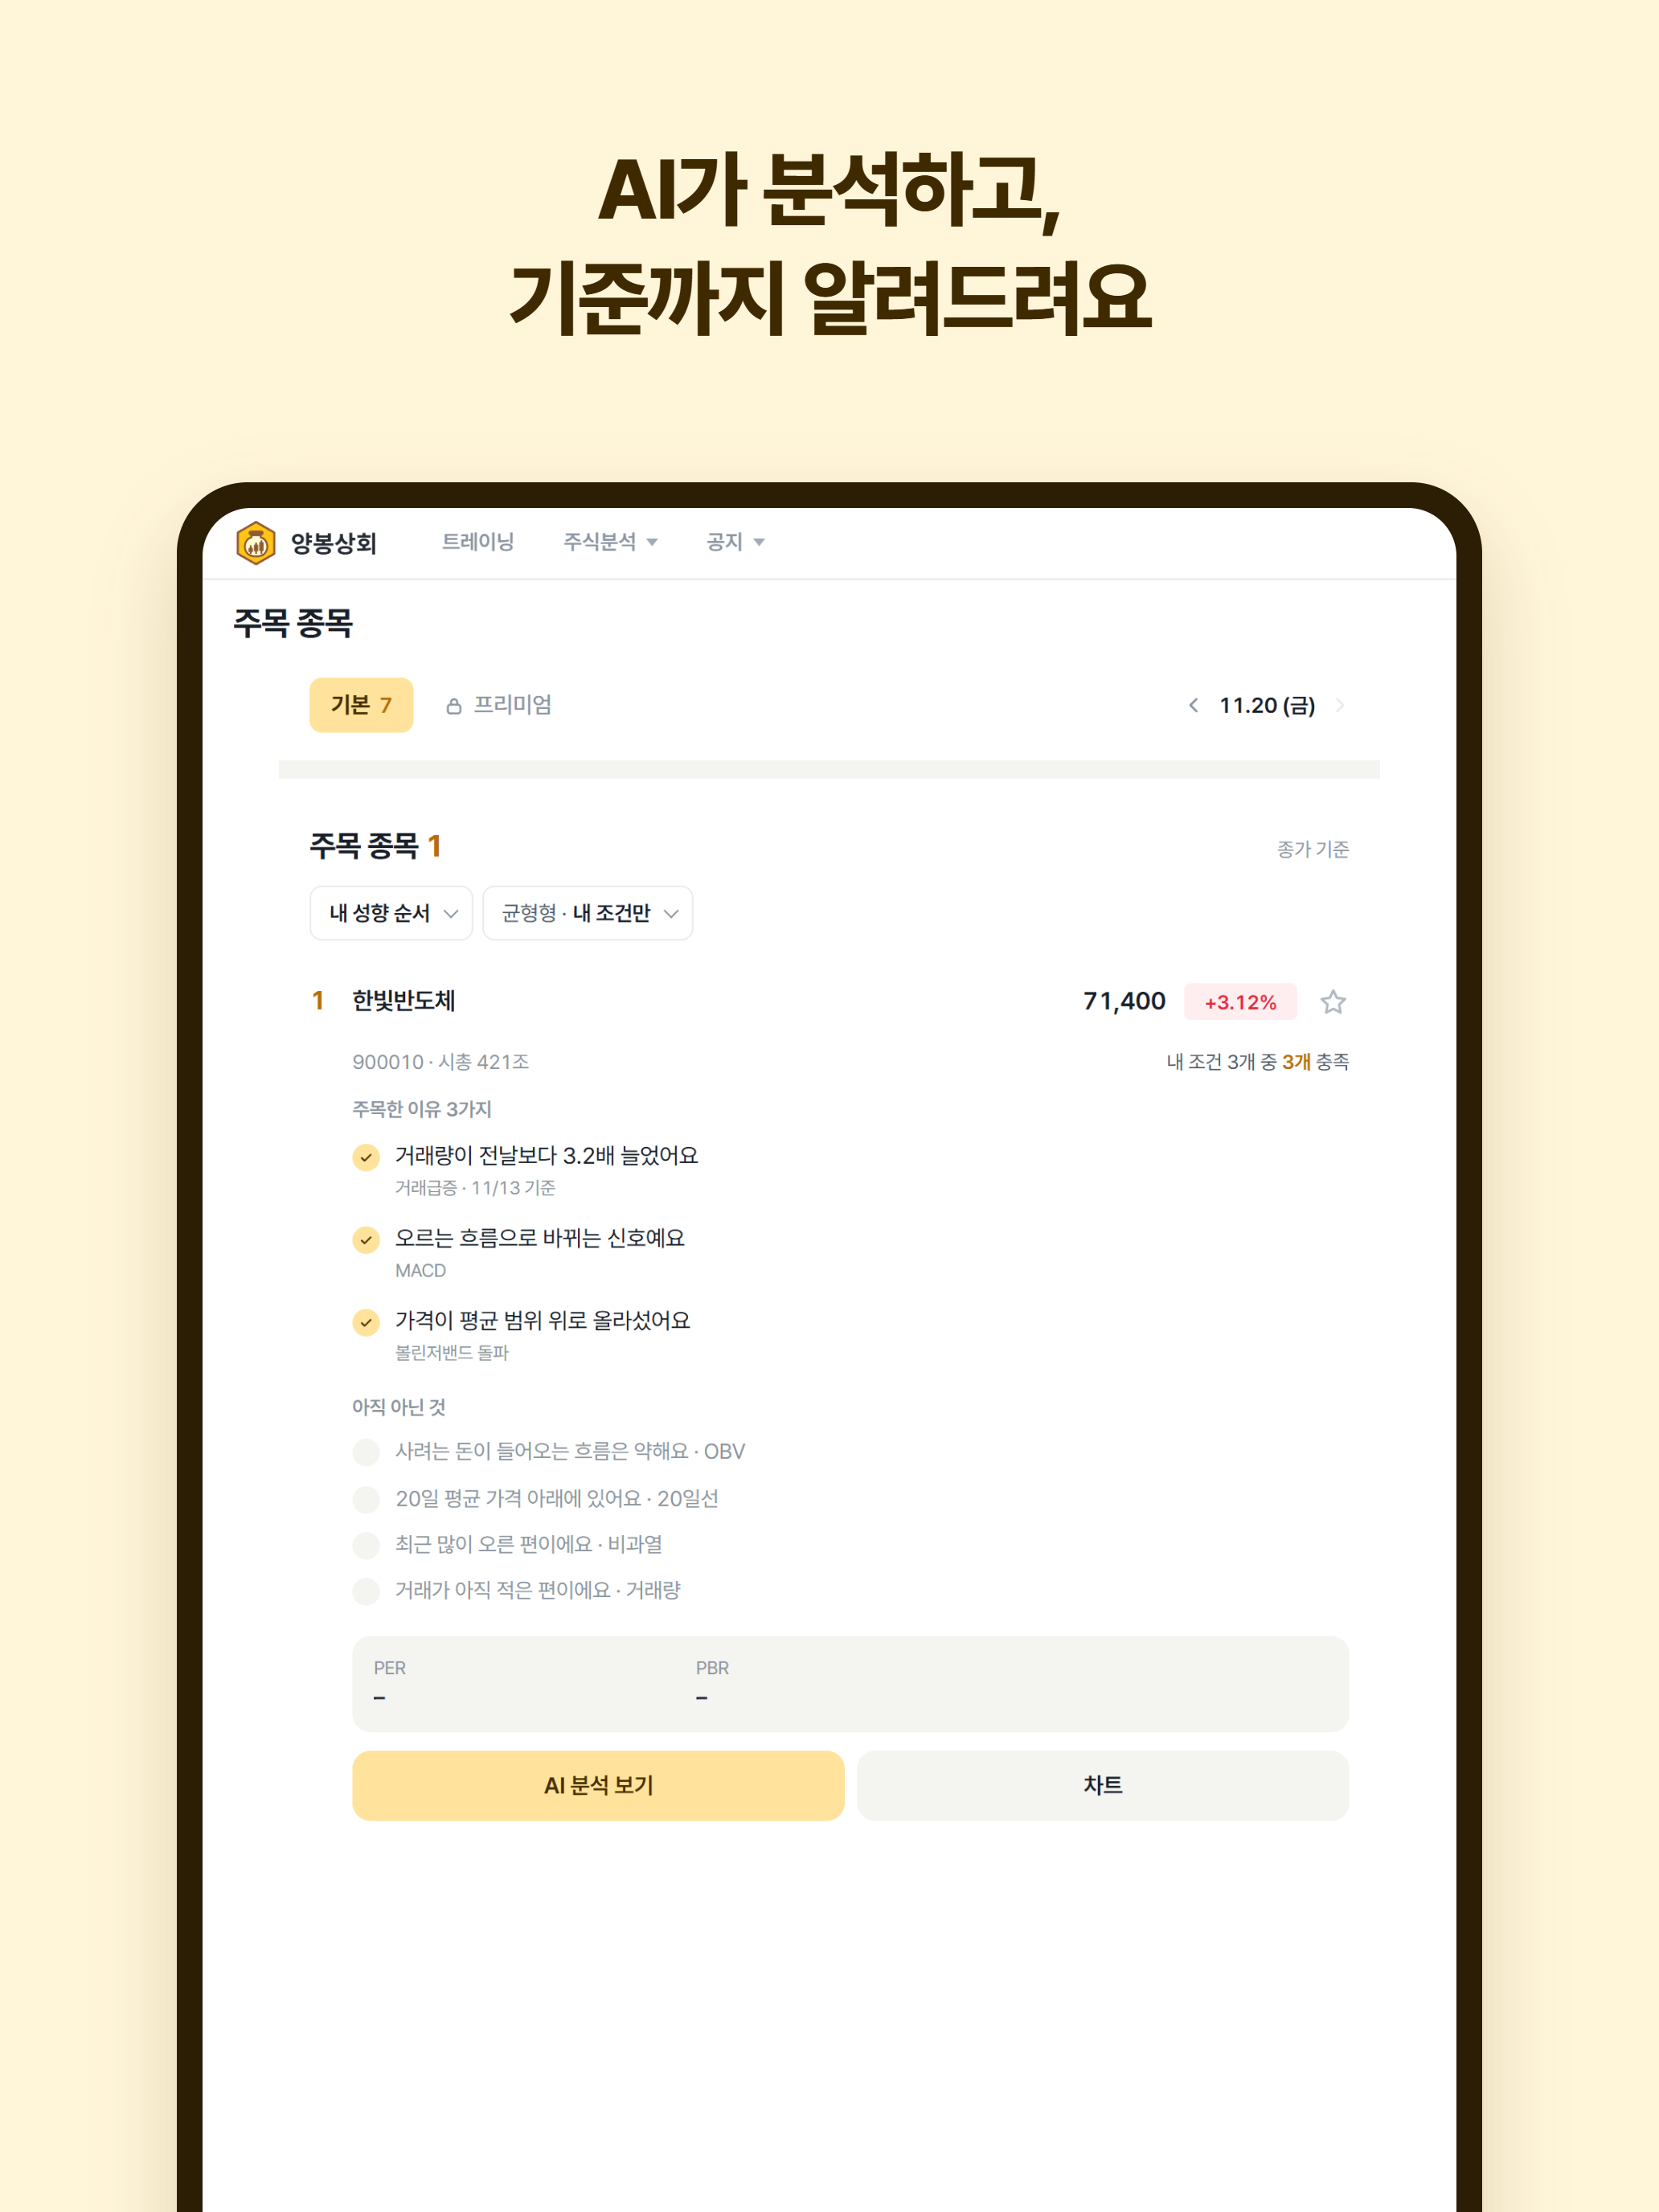 AI가 분석하고,
기준까지 알려드려요
양봉상회 트레이닝 주식분석 공지
주목 종목
기본 7 프리미엄 11.20 (금)
주목 종목 1 종가 기준
내 성향 순서 균형형 · 내 조건만
1 한빛반도체 71,400 +3.12%
900010 · 시총 421조 내 조건 3개 중 3개 충족
주목한 이유 3가지
거래량이 전날보다 3.2배 늘었어요
거래급증 · 11/13 기준
오르는 흐름으로 바뀌는 신호예요
MACD
가격이 평균 범위 위로 올라섰어요
볼린저밴드 돌파
아직 아닌 것
사려는 돈이 들어오는 흐름은 약해요 · OBV
20일 평균 가격 아래에 있어요 · 20일선
최근 많이 오른 편이에요 · 비과열
거래가 아직 적은 편이에요 · 거래량
PER PBR
– –
AI 분석 보기 차트